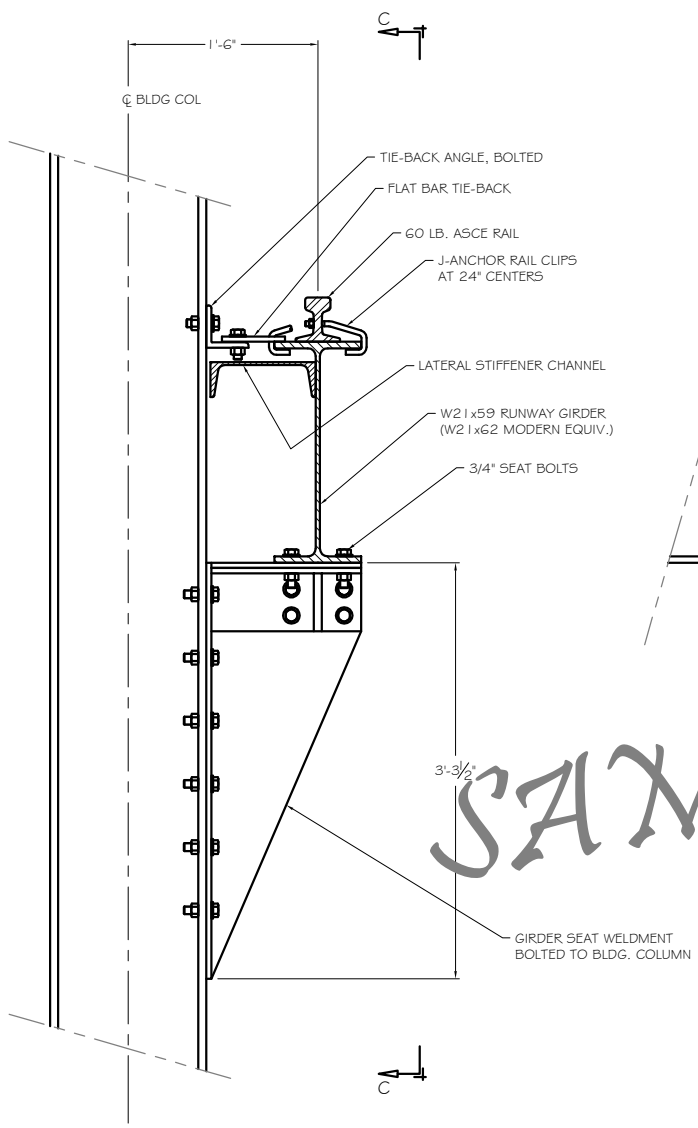 C
1'-6"
℄ BLDG COL
TIE-BACK ANGLE, BOLTED
FLAT BAR TIE-BACK
60 LB. ASCE RAIL
J-ANCHOR RAIL CLIPS
AT 24" CENTERS
LATERAL STIFFENER CHANNEL
W21x59 RUNWAY GIRDER
(W21x62 MODERN EQUIV.)
3/4" SEAT BOLTS
3'-3 1/2"
SAM
GIRDER SEAT WELDMENT
BOLTED TO BLDG. COLUMN
C